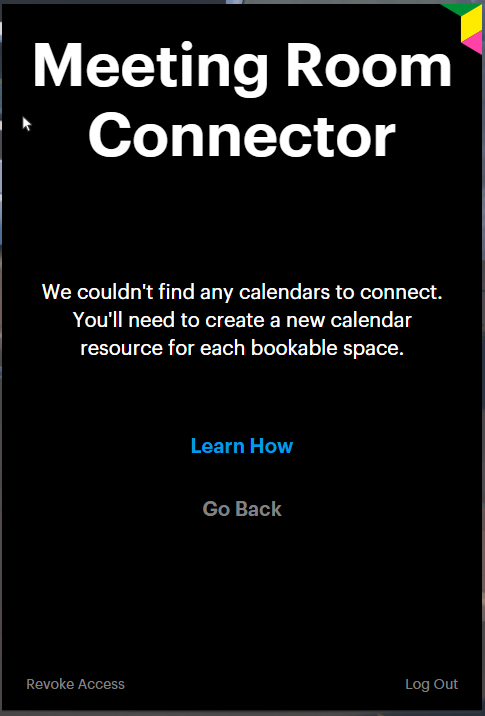 Meeting Room
Connector
We couldn't find any calendars to connect.
You'll need to create a new calendar
resource for each bookable space.
Learn How
Go Back
Revoke Access
Log Out